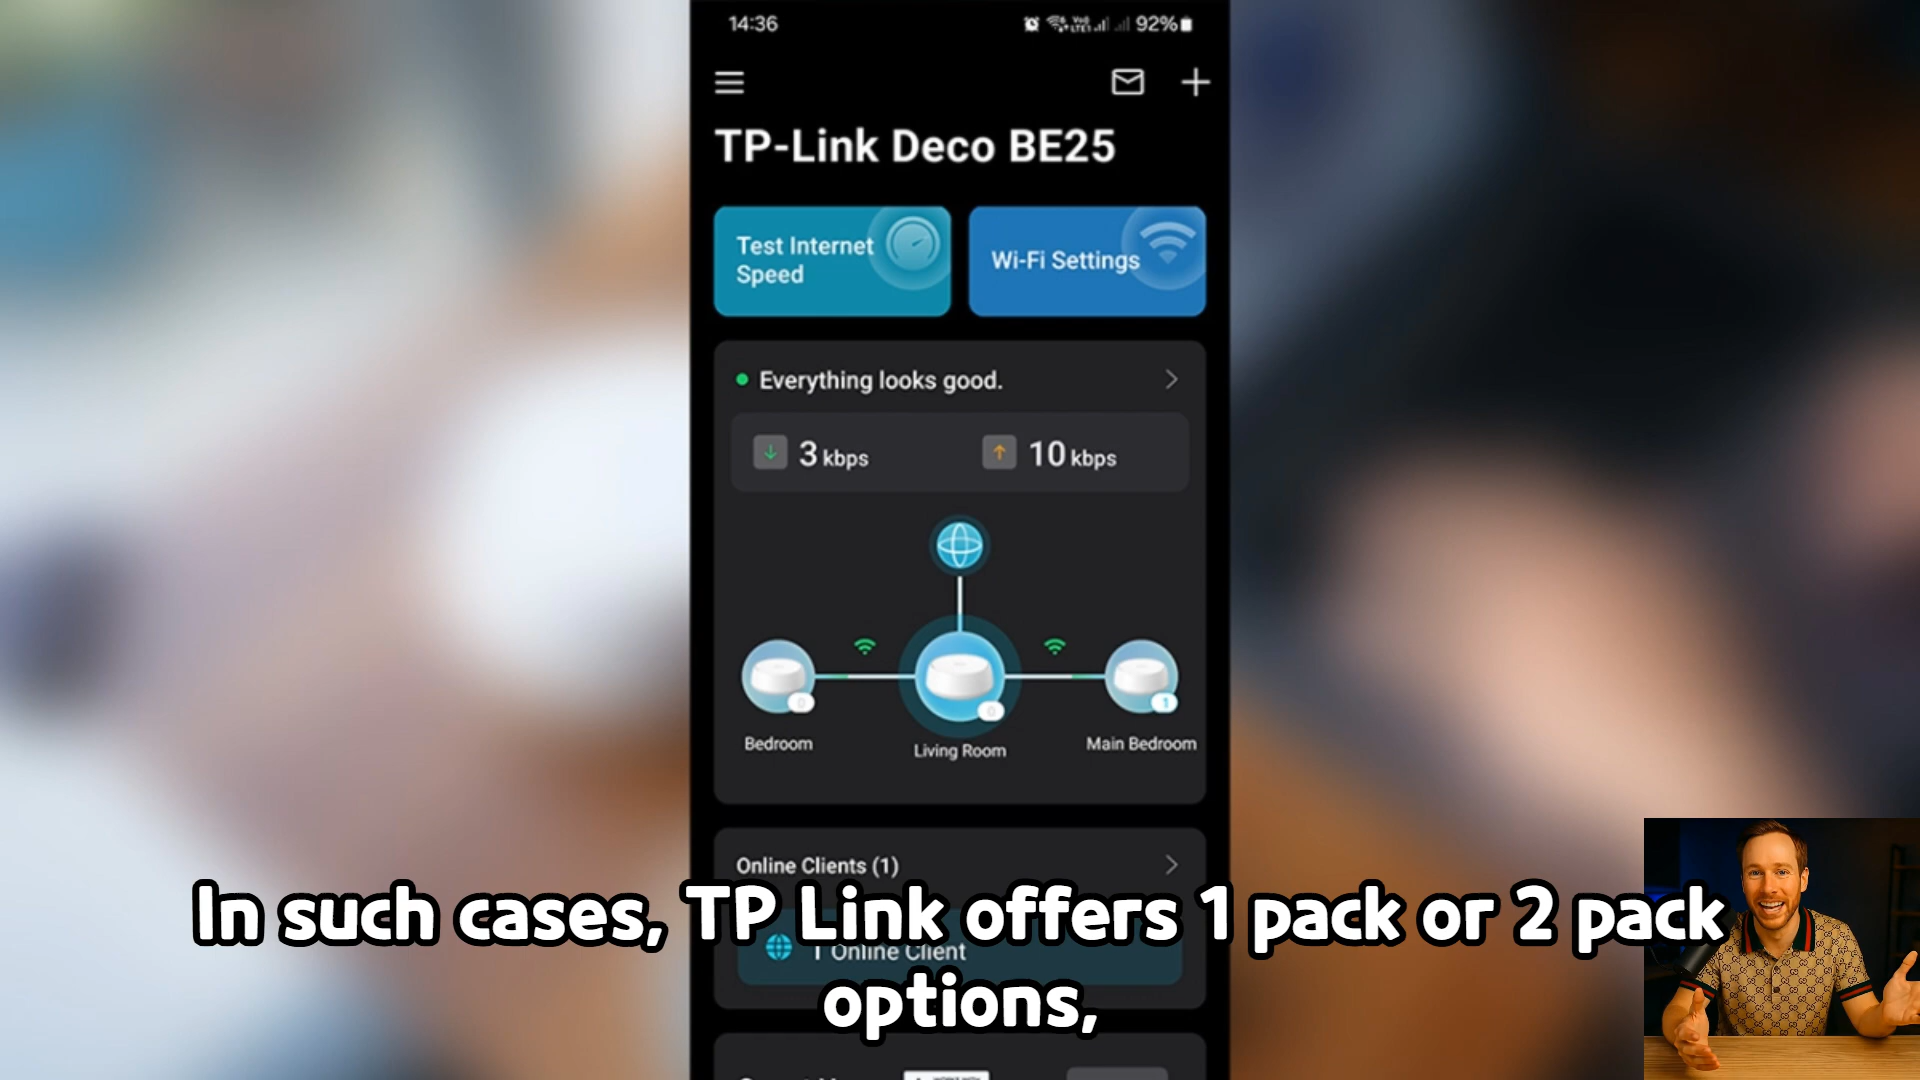 14:36
92%
TP-Link Deco BE25
Test Internet
Speed
Wi-Fi Settings
Everything looks good.
3 kbps
10 kbps
Bedroom
Living Room
Main Bedroom
1
Online Clients (1)
1 Online Client
In such cases, TP Link offers 1 pack or 2 pack
options,